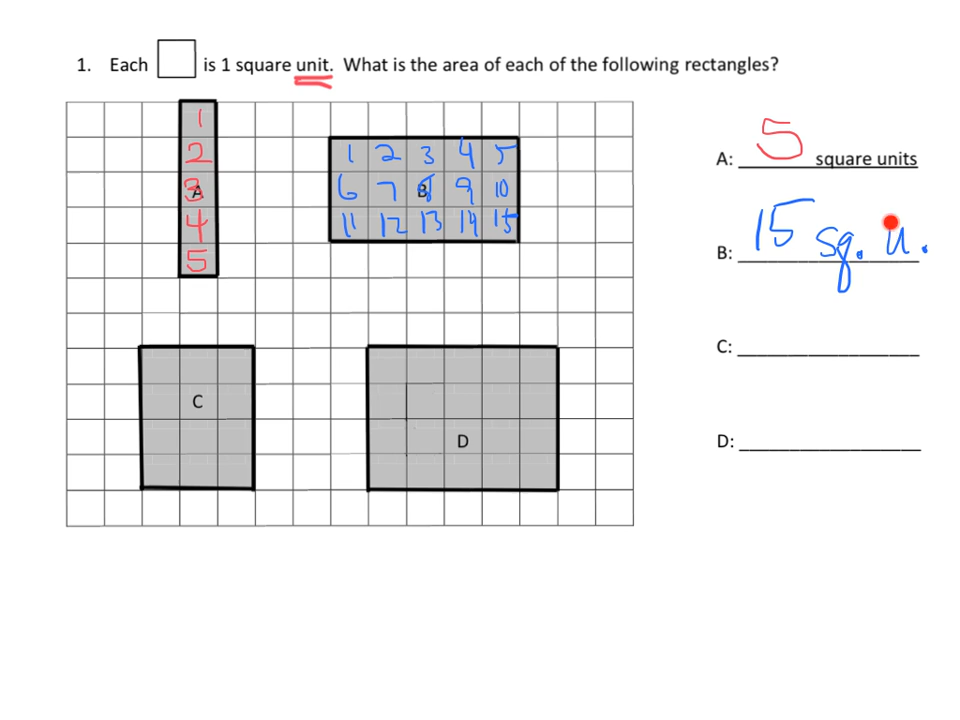 1. Each is 1 square unit. What is the area of each of the following rectangles?
1
2
3 A
4
5
1 2 3 4 5
6 7 8 B 9 10
11 12 13 14 15
A: 5 square units
B: 15 sq. u.
C: ____________________
D: ____________________
C
D